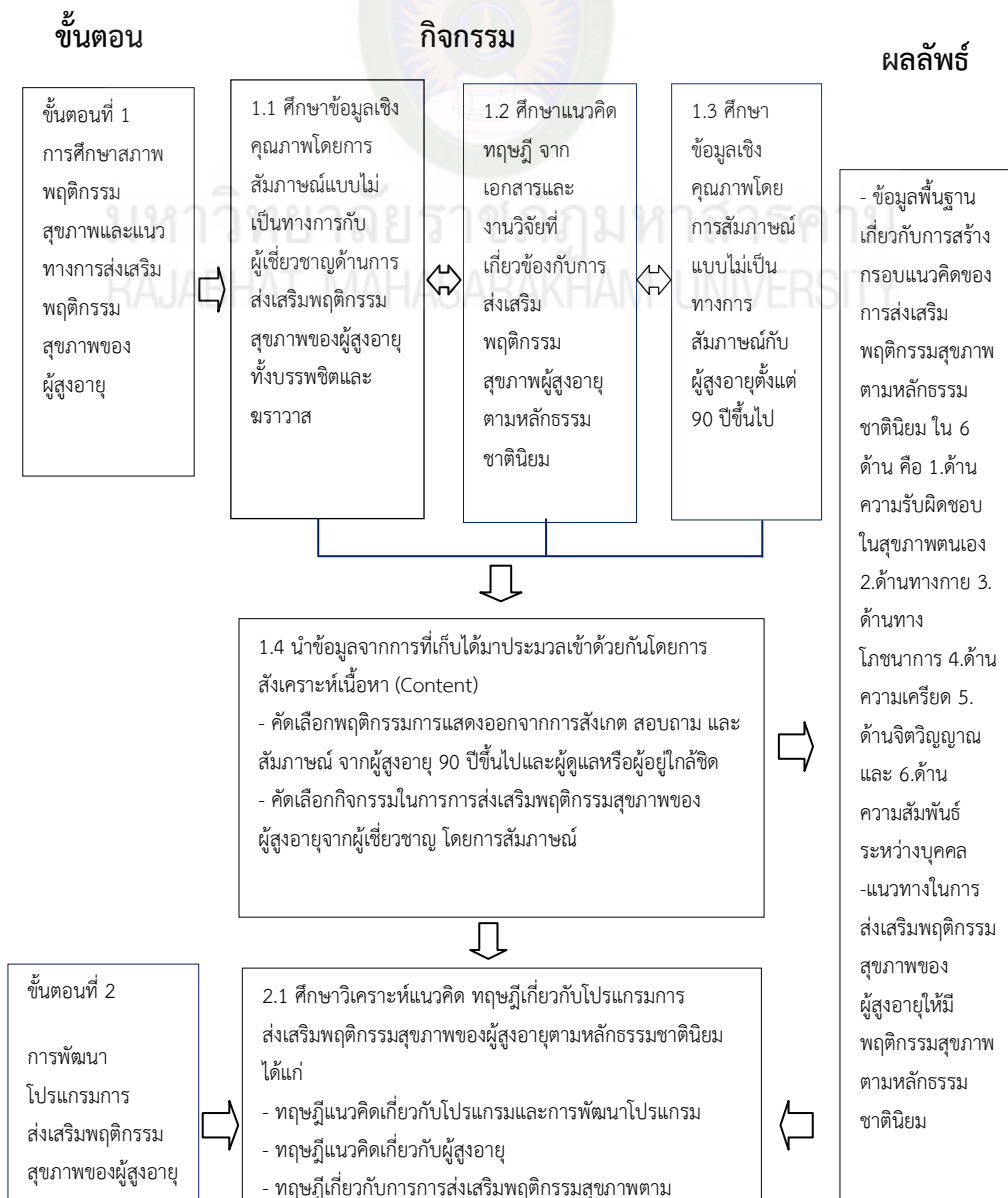 ขั้นตอน
กิจกรรม
ผลลัพธ์
ขั้นตอนที่ 1
การศึกษาสภาพ
พฤติกรรม
สุขภาพและแนว
ทางการส่งเสริม
พฤติกรรม
สุขภาพของ
ผู้สูงอายุ
1.1 ศึกษาข้อมูลเชิง
คุณภาพโดยการ
สัมภาษณ์แบบไม่
เป็นทางการกับ
ผู้เชี่ยวชาญด้านการ
ส่งเสริมพฤติกรรม
สุขภาพของผู้สูงอายุ
ทั้งบรรพชิตและ
ฆราวาส
1.2 ศึกษาแนวคิด
ทฤษฎี จาก
เอกสารและ
งานวิจัยที่
เกี่ยวข้องกับการ
ส่งเสริม
พฤติกรรม
สุขภาพผู้สูงอายุ
ตามหลักธรรม
ชาตินิยม
1.3 ศึกษา
ข้อมูลเชิง
คุณภาพโดย
การสัมภาษณ์
แบบไม่เป็น
ทางการ
สัมภาษณ์กับ
ผู้สูงอายุตั้งแต่
90 ปีขึ้นไป
- ข้อมูลพื้นฐาน
เกี่ยวกับการสร้าง
กรอบแนวคิดของ
การส่งเสริม
พฤติกรรมสุขภาพ
ตามหลักธรรม
ชาตินิยม ใน 6
ด้าน คือ 1.ด้าน
ความรับผิดชอบ
ในสุขภาพตนเอง
2.ด้านทางกาย 3.
ด้านทาง
โภชนาการ 4.ด้าน
ความเครียด 5.
ด้านจิตวิญญาณ
และ 6.ด้าน
ความสัมพันธ์
ระหว่างบุคคล
-แนวทางในการ
ส่งเสริมพฤติกรรม
สุขภาพของ
ผู้สูงอายุให้มี
พฤติกรรมสุขภาพ
ตามหลักธรรม
ชาตินิยม
มหาวิทยาลัยราชภัฏมหาสารคาม
RAJABHAT MAHASARAKHAM UNIVERSITY
1.4 นำข้อมูลจากการที่เก็บได้มาประมวลเข้าด้วยกันโดยการ
สังเคราะห์เนื้อหา (Content)
- คัดเลือกพฤติกรรมการแสดงออกจากการสังเกต สอบถาม และ
สัมภาษณ์ จากผู้สูงอายุ 90 ปีขึ้นไปและผู้ดูแลหรือผู้อยู่ใกล้ชิด
- คัดเลือกกิจกรรมในการการส่งเสริมพฤติกรรมสุขภาพของ
ผู้สูงอายุจากผู้เชี่ยวชาญ โดยการสัมภาษณ์
ขั้นตอนที่ 2
การพัฒนา
โปรแกรมการ
ส่งเสริมพฤติกรรม
สุขภาพของผู้สูงอายุ
2.1 ศึกษาวิเคราะห์แนวคิด ทฤษฎีเกี่ยวกับโปรแกรมการ
ส่งเสริมพฤติกรรมสุขภาพของผู้สูงอายุตามหลักธรรมชาตินิยม
ได้แก่
- ทฤษฎีแนวคิดเกี่ยวกับโปรแกรมและการพัฒนาโปรแกรม
- ทฤษฎีแนวคิดเกี่ยวกับผู้สูงอายุ
- ทฤษฎีเกี่ยวกับการการส่งเสริมพฤติกรรมสุขภาพตาม